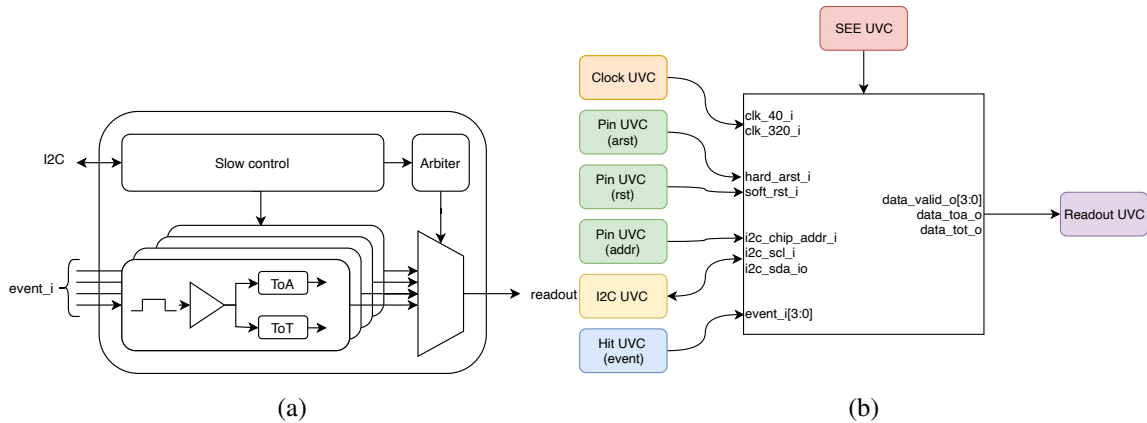 I2C
Slow control
Arbiter
event_i
ToA
ToT
readout
(a)
SEE UVC
Clock UVC
Pin UVC
(arst)
Pin UVC
(rst)
Pin UVC
(addr)
I2C UVC
Hit UVC
(event)
clk_40_i
clk_320_i
hard_arst_i
soft_rst_i
i2c_chip_addr_i
i2c_scl_i
i2c_sda_io
event_i[3:0]
data_valid_o[3:0]
data_toa_o
data_tot_o
Readout UVC
(b)